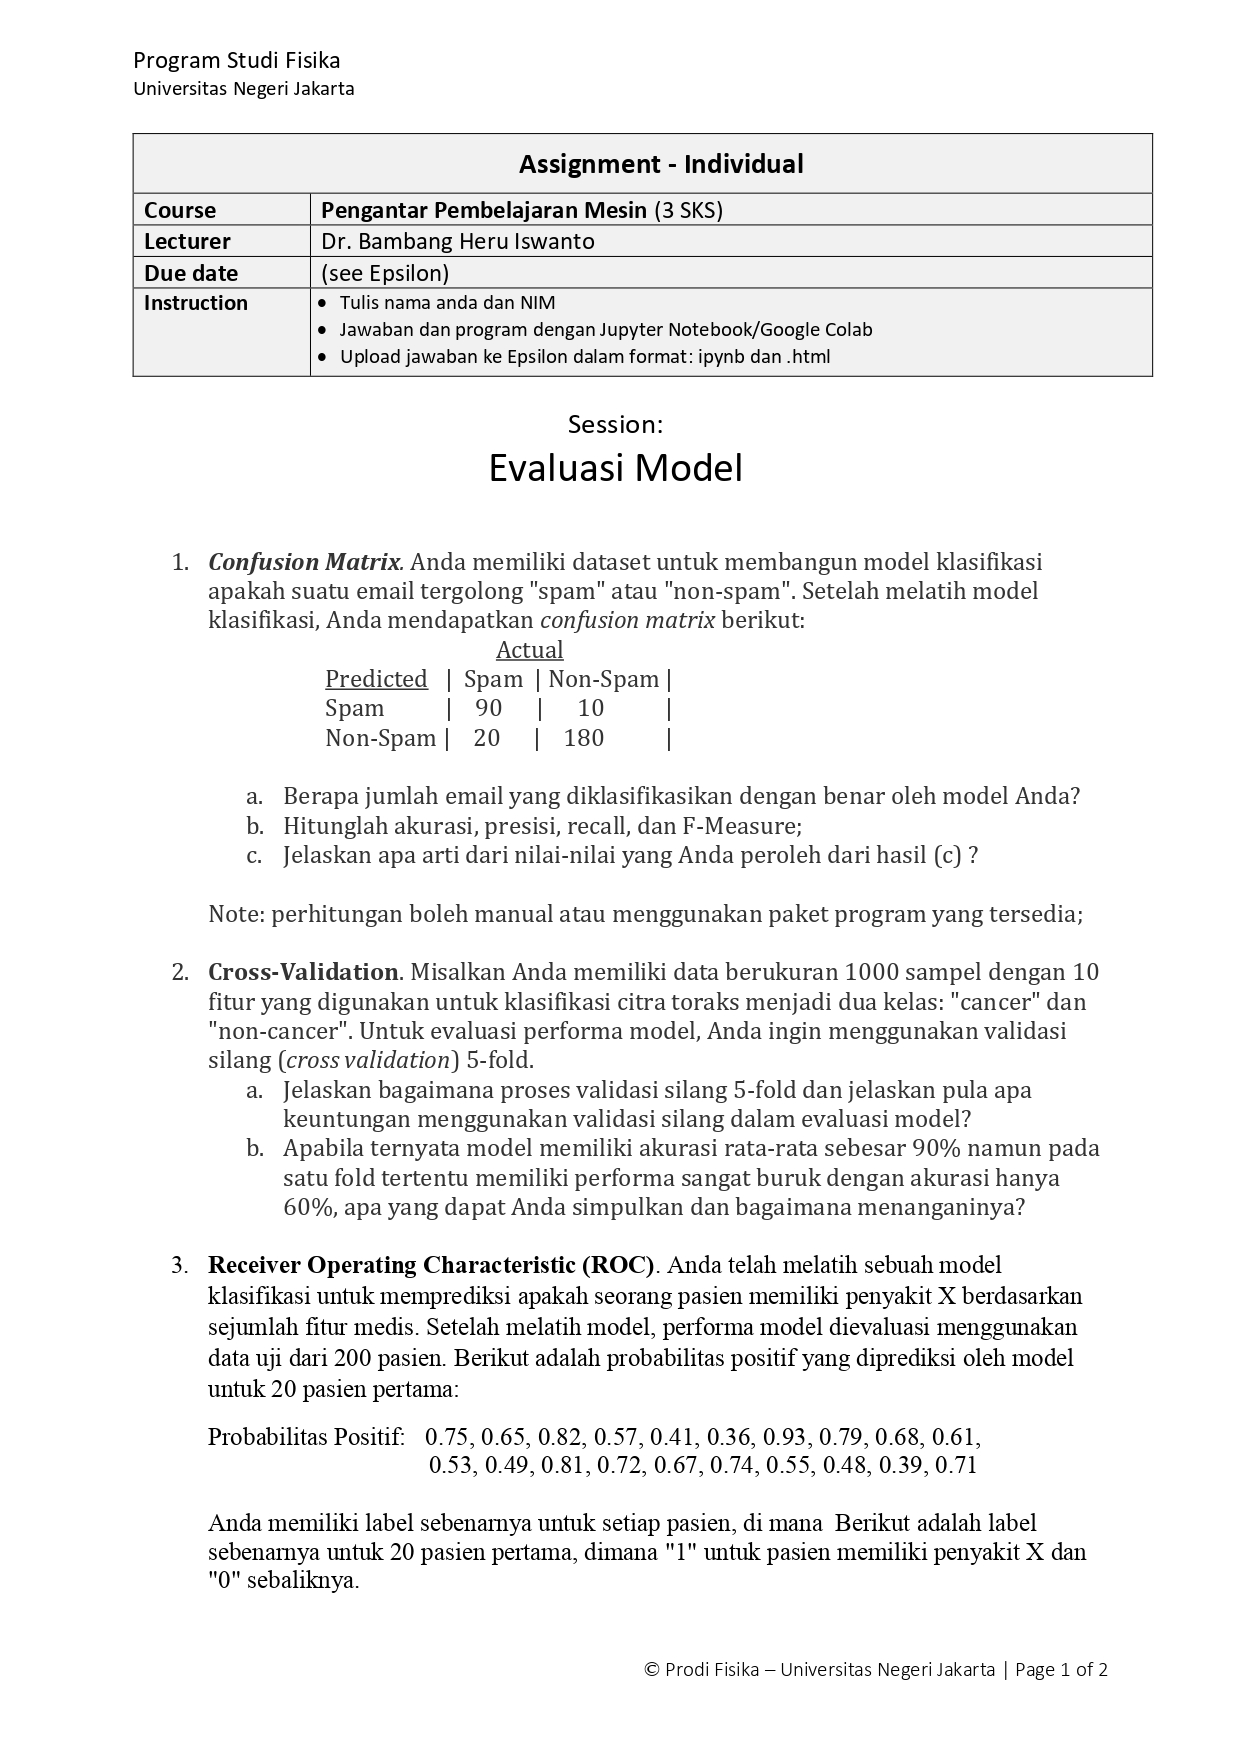 Program Studi Fisika
Universitas Negeri Jakarta
Assignment - Individual
Course Pengantar Pembelajaran Mesin (3 SKS)
Lecturer Dr. Bambang Heru Iswanto
Due date (see Epsilon)
Instruction • Tulis nama anda dan NIM
• Jawaban dan program dengan Jupyter Notebook/Google Colab
• Upload jawaban ke Epsilon dalam format: ipynb dan .html
Session:
Evaluasi Model
1. Confusion Matrix. Anda memiliki dataset untuk membangun model klasifikasi
apakah suatu email tergolong "spam" atau "non-spam". Setelah melatih model
klasifikasi, Anda mendapatkan confusion matrix berikut:
Actual
Predicted | Spam | Non-Spam |
Spam | 90 | 10 |
Non-Spam | 20 | 180 |
a. Berapa jumlah email yang diklasifikasikan dengan benar oleh model Anda?
b. Hitunglah akurasi, presisi, recall, dan F-Measure;
c. Jelaskan apa arti dari nilai-nilai yang Anda peroleh dari hasil (c) ?
Note: perhitungan boleh manual atau menggunakan paket program yang tersedia;
2. Cross-Validation. Misalkan Anda memiliki data berukuran 1000 sampel dengan 10
fitur yang digunakan untuk klasifikasi citra toraks menjadi dua kelas: "cancer" dan
"non-cancer". Untuk evaluasi performa model, Anda ingin menggunakan validasi
silang (cross validation) 5-fold.
a. Jelaskan bagaimana proses validasi silang 5-fold dan jelaskan pula apa
keuntungan menggunakan validasi silang dalam evaluasi model?
b. Apabila ternyata model memiliki akurasi rata-rata sebesar 90% namun pada
satu fold tertentu memiliki performa sangat buruk dengan akurasi hanya
60%, apa yang dapat Anda simpulkan dan bagaimana menanganinya?
3. Receiver Operating Characteristic (ROC). Anda telah melatih sebuah model
klasifikasi untuk memprediksi apakah seorang pasien memiliki penyakit X berdasarkan
sejumlah fitur medis. Setelah melatih model, performa model dievaluasi menggunakan
data uji dari 200 pasien. Berikut adalah probabilitas positif yang diprediksi oleh model
untuk 20 pasien pertama:
Probabilitas Positif: 0.75, 0.65, 0.82, 0.57, 0.41, 0.36, 0.93, 0.79, 0.68, 0.61,
0.53, 0.49, 0.81, 0.72, 0.67, 0.74, 0.55, 0.48, 0.39, 0.71
Anda memiliki label sebenarnya untuk setiap pasien, di mana Berikut adalah label
sebenarnya untuk 20 pasien pertama, dimana "1" untuk pasien memiliki penyakit X dan
"0" sebaliknya.
© Prodi Fisika – Universitas Negeri Jakarta | Page 1 of 2